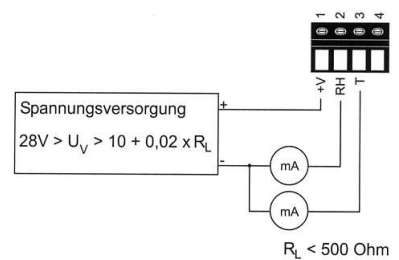 1 2 3 4
+V RH T
Spannungsversorgung
+
28V > U_V > 10 + 0,02 x R_L
-
mA
mA
R_L < 500 Ohm